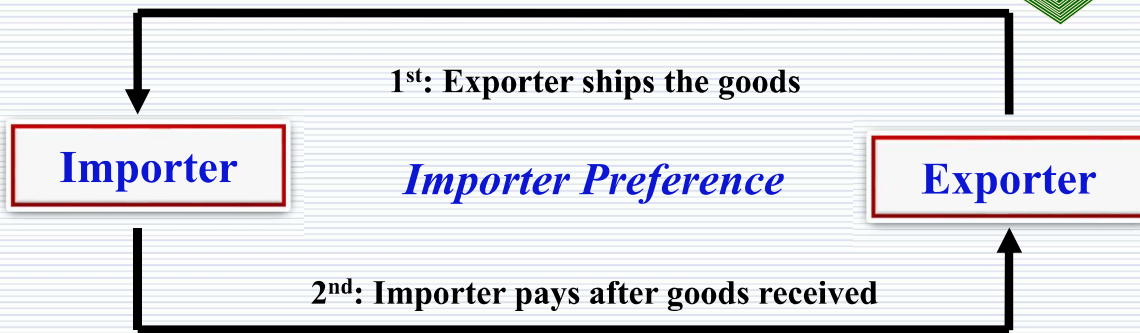 1st: Exporter ships the goods
Importer
Importer Preference
Exporter
2nd: Importer pays after goods received